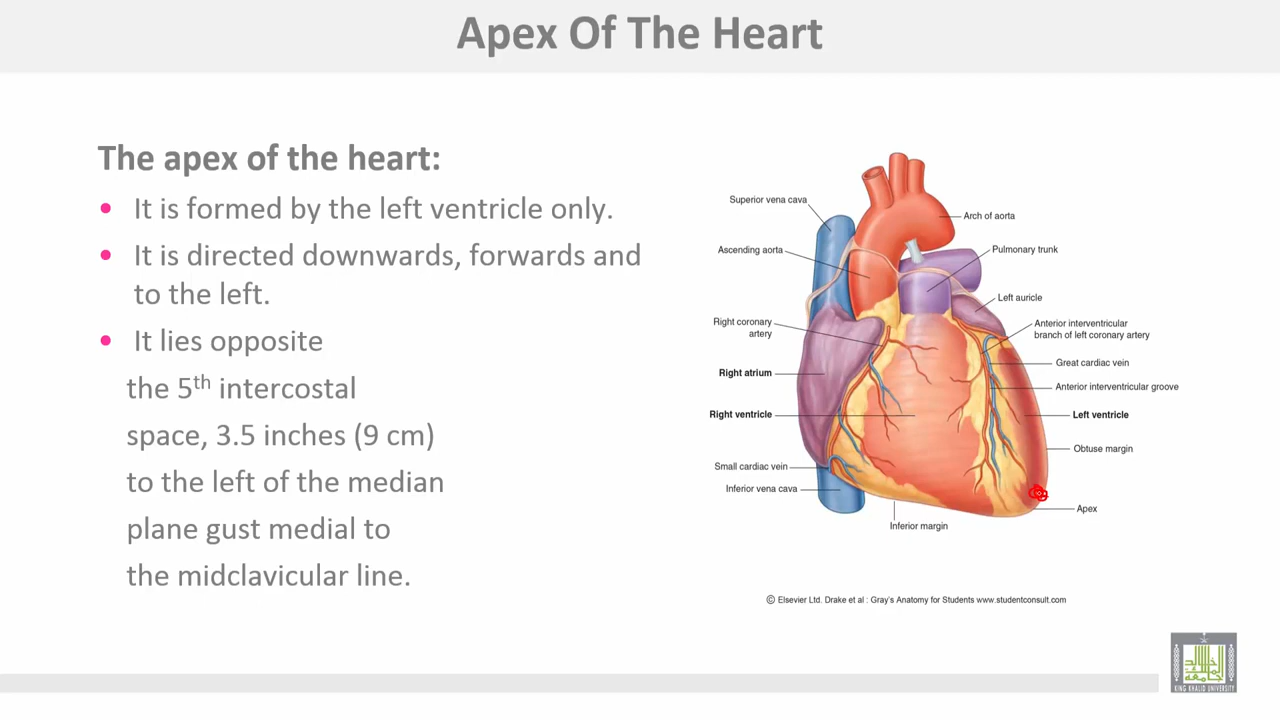 Apex Of The Heart
The apex of the heart:
• It is formed by the left ventricle only.
• It is directed downwards, forwards and
to the left.
• It lies opposite
the 5th intercostal
space, 3.5 inches (9 cm)
to the left of the median
plane gust medial to
the midclavicular line.
Superior vena cava
Arch of aorta
Ascending aorta
Pulmonary trunk
Left auricle
Right coronary
artery
Anterior interventricular
branch of left coronary artery
Great cardiac vein
Right atrium
Anterior interventricular groove
Right ventricle
Left ventricle
Obtuse margin
Small cardiac vein
Inferior vena cava
Apex
Inferior margin
© Elsevier Ltd. Drake et al : Gray's Anatomy for Students www.studentconsult.com
KING KHALID UNIVERSITY